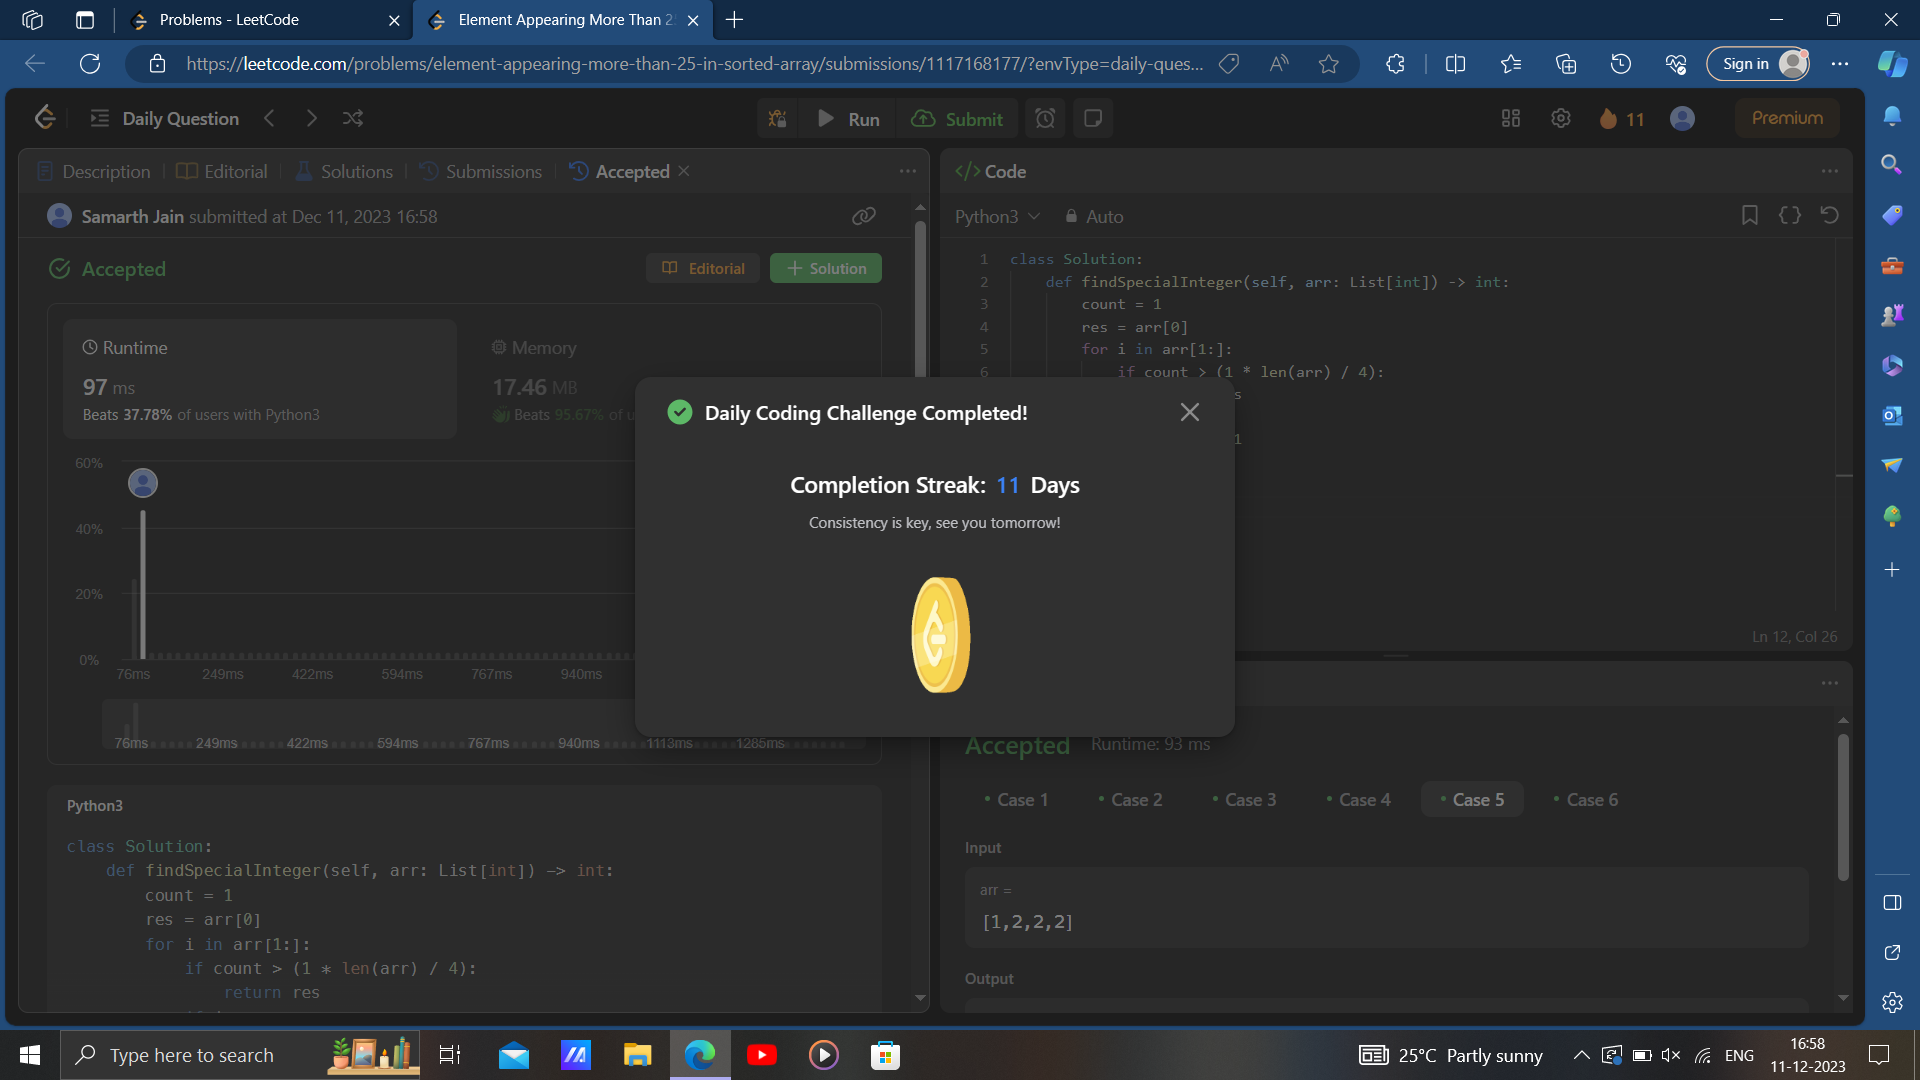 Problems - LeetCode
Element Appearing More Than 2
https://leetcode.com/problems/element-appearing-more-than-25-in-sorted-array/submissions/1117168177/?envType=daily-ques...
Sign in
Daily Question
Run
Submit
11
Premium
Description
Editorial
Solutions
Submissions
Accepted
Samarth Jain submitted at Dec 11, 2023 16:58
Accepted
Editorial
Solution
Runtime
97 ms
Beats 37.78% of users with Python3
Memory
17.46 MB
Beats 95.67% of u
60%
40%
20%
0%
76ms 249ms 422ms 594ms 767ms 940ms
76ms 249ms 422ms 594ms 767ms 940ms 1113ms 1285ms
Python3
class Solution:
def findSpecialInteger(self, arr: List[int]) -> int:
count = 1
res = arr[0]
for i in arr[1:]:
if count > (1 * len(arr) / 4):
return res
Daily Coding Challenge Completed!
Completion Streak: 11 Days
Consistency is key, see you tomorrow!
</> Code
Python3
Auto
1 class Solution:
2 def findSpecialInteger(self, arr: List[int]) -> int:
3 count = 1
4 res = arr[0]
5 for i in arr[1:]:
6 if count > (1 * len(arr) / 4):
s
1
Ln 12, Col 26
Accepted Runtime: 93 ms
Case 1
Case 2
Case 3
Case 4
Case 5
Case 6
Input
arr =
[1,2,2,2]
Output
Type here to search
25°C Partly sunny
ENG
16:58
11-12-2023